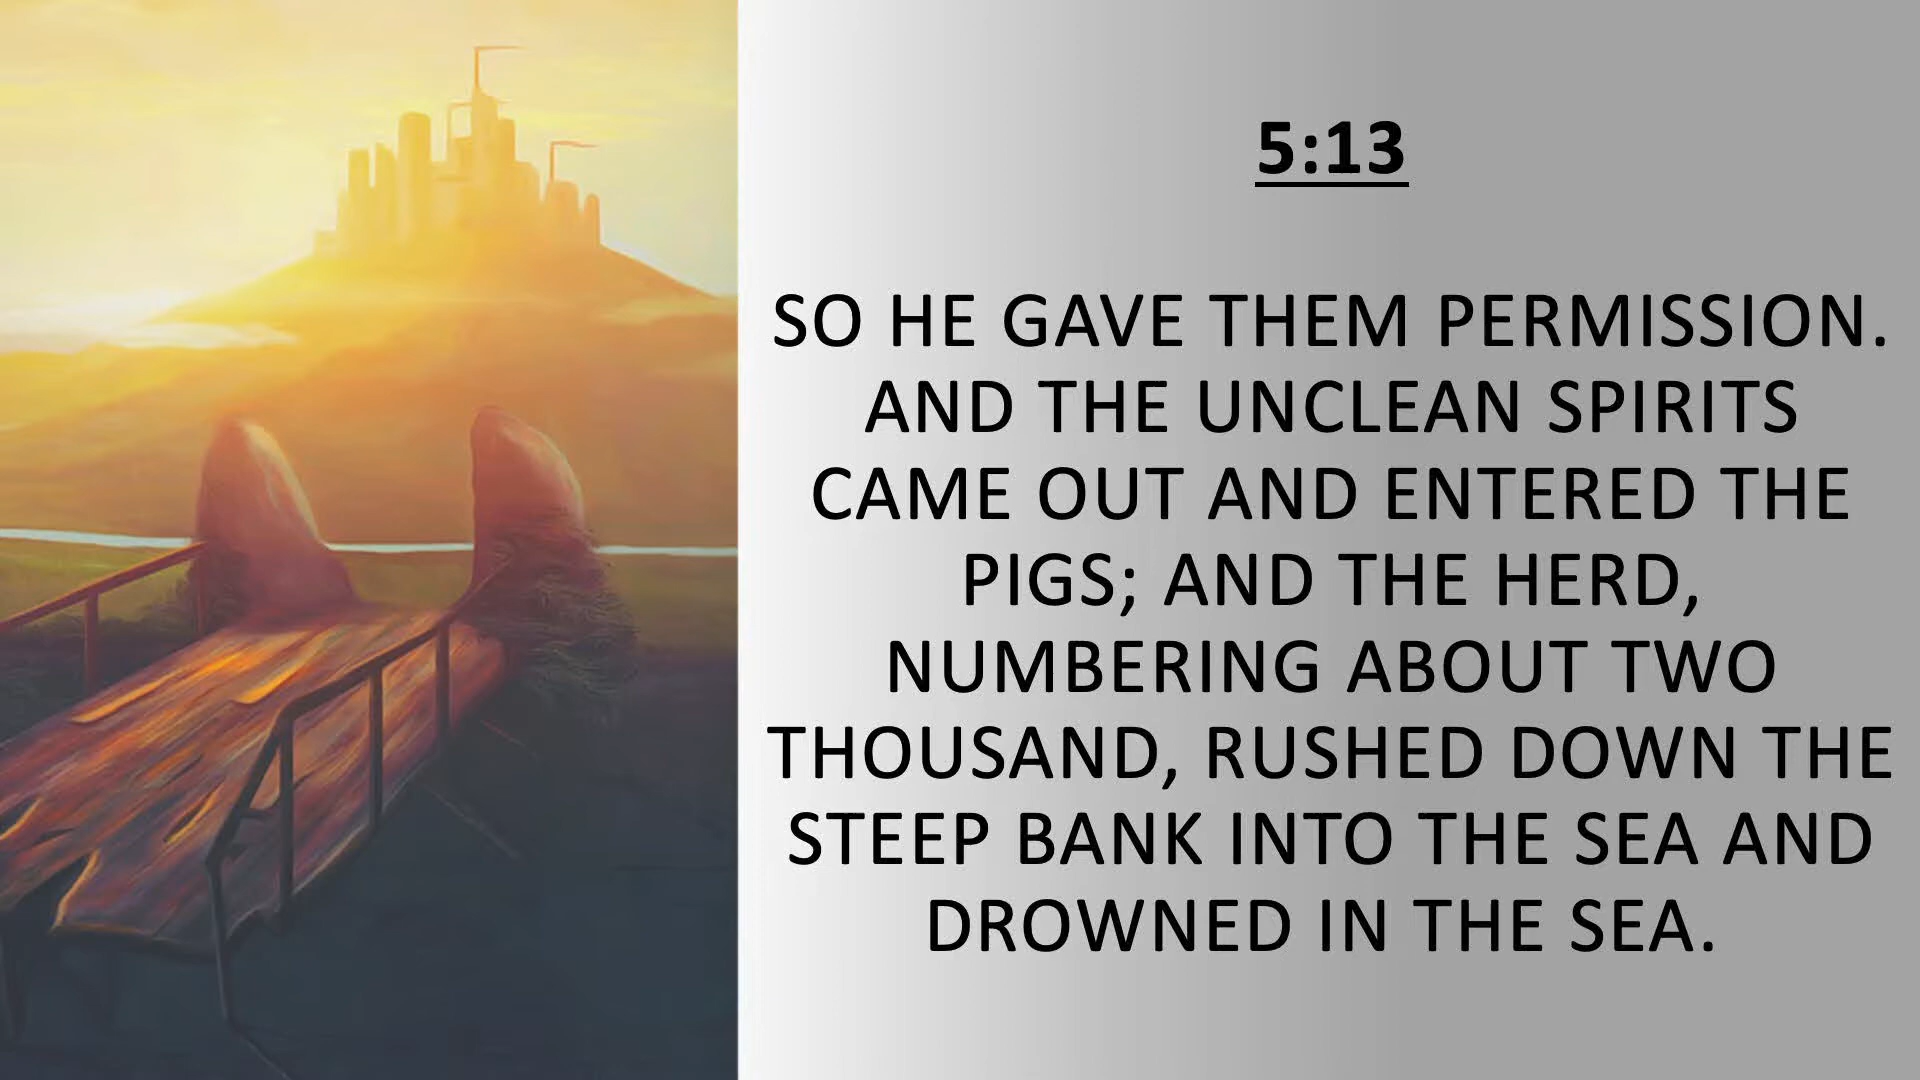 5:13
SO HE GAVE THEM PERMISSION.
AND THE UNCLEAN SPIRITS
CAME OUT AND ENTERED THE
PIGS; AND THE HERD,
NUMBERING ABOUT TWO
THOUSAND, RUSHED DOWN THE
STEEP BANK INTO THE SEA AND
DROWNED IN THE SEA.